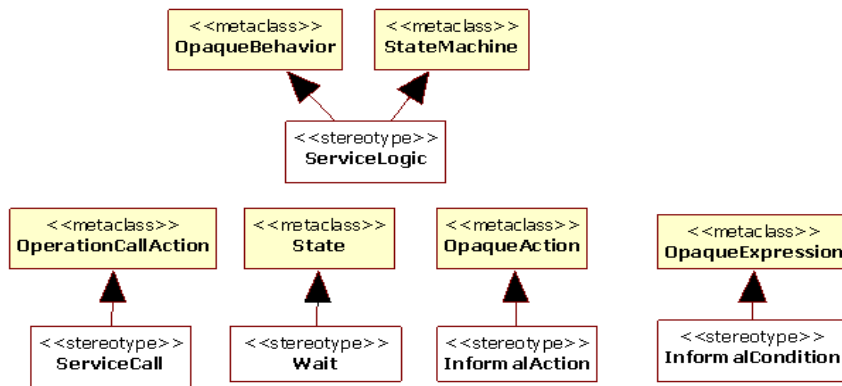 <<metaclass>>
OpaqueBehavior
<<metaclass>>
StateMachine
<<stereotype>>
ServiceLogic
<<metaclass>>
OperationCallAction
<<metaclass>>
State
<<metaclass>>
OpaqueAction
<<metaclass>>
OpaqueExpression
<<stereotype>>
ServiceCall
<<stereotype>>
Wait
<<stereotype>>
InformalAction
<<stereotype>>
InformalCondition